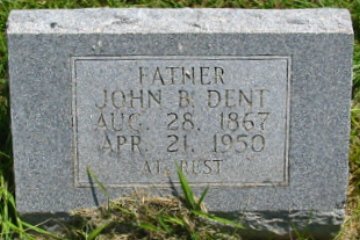 FATHER
JOHN B. DENT
AUG. 28, 1867
APR. 21, 1950
AT REST